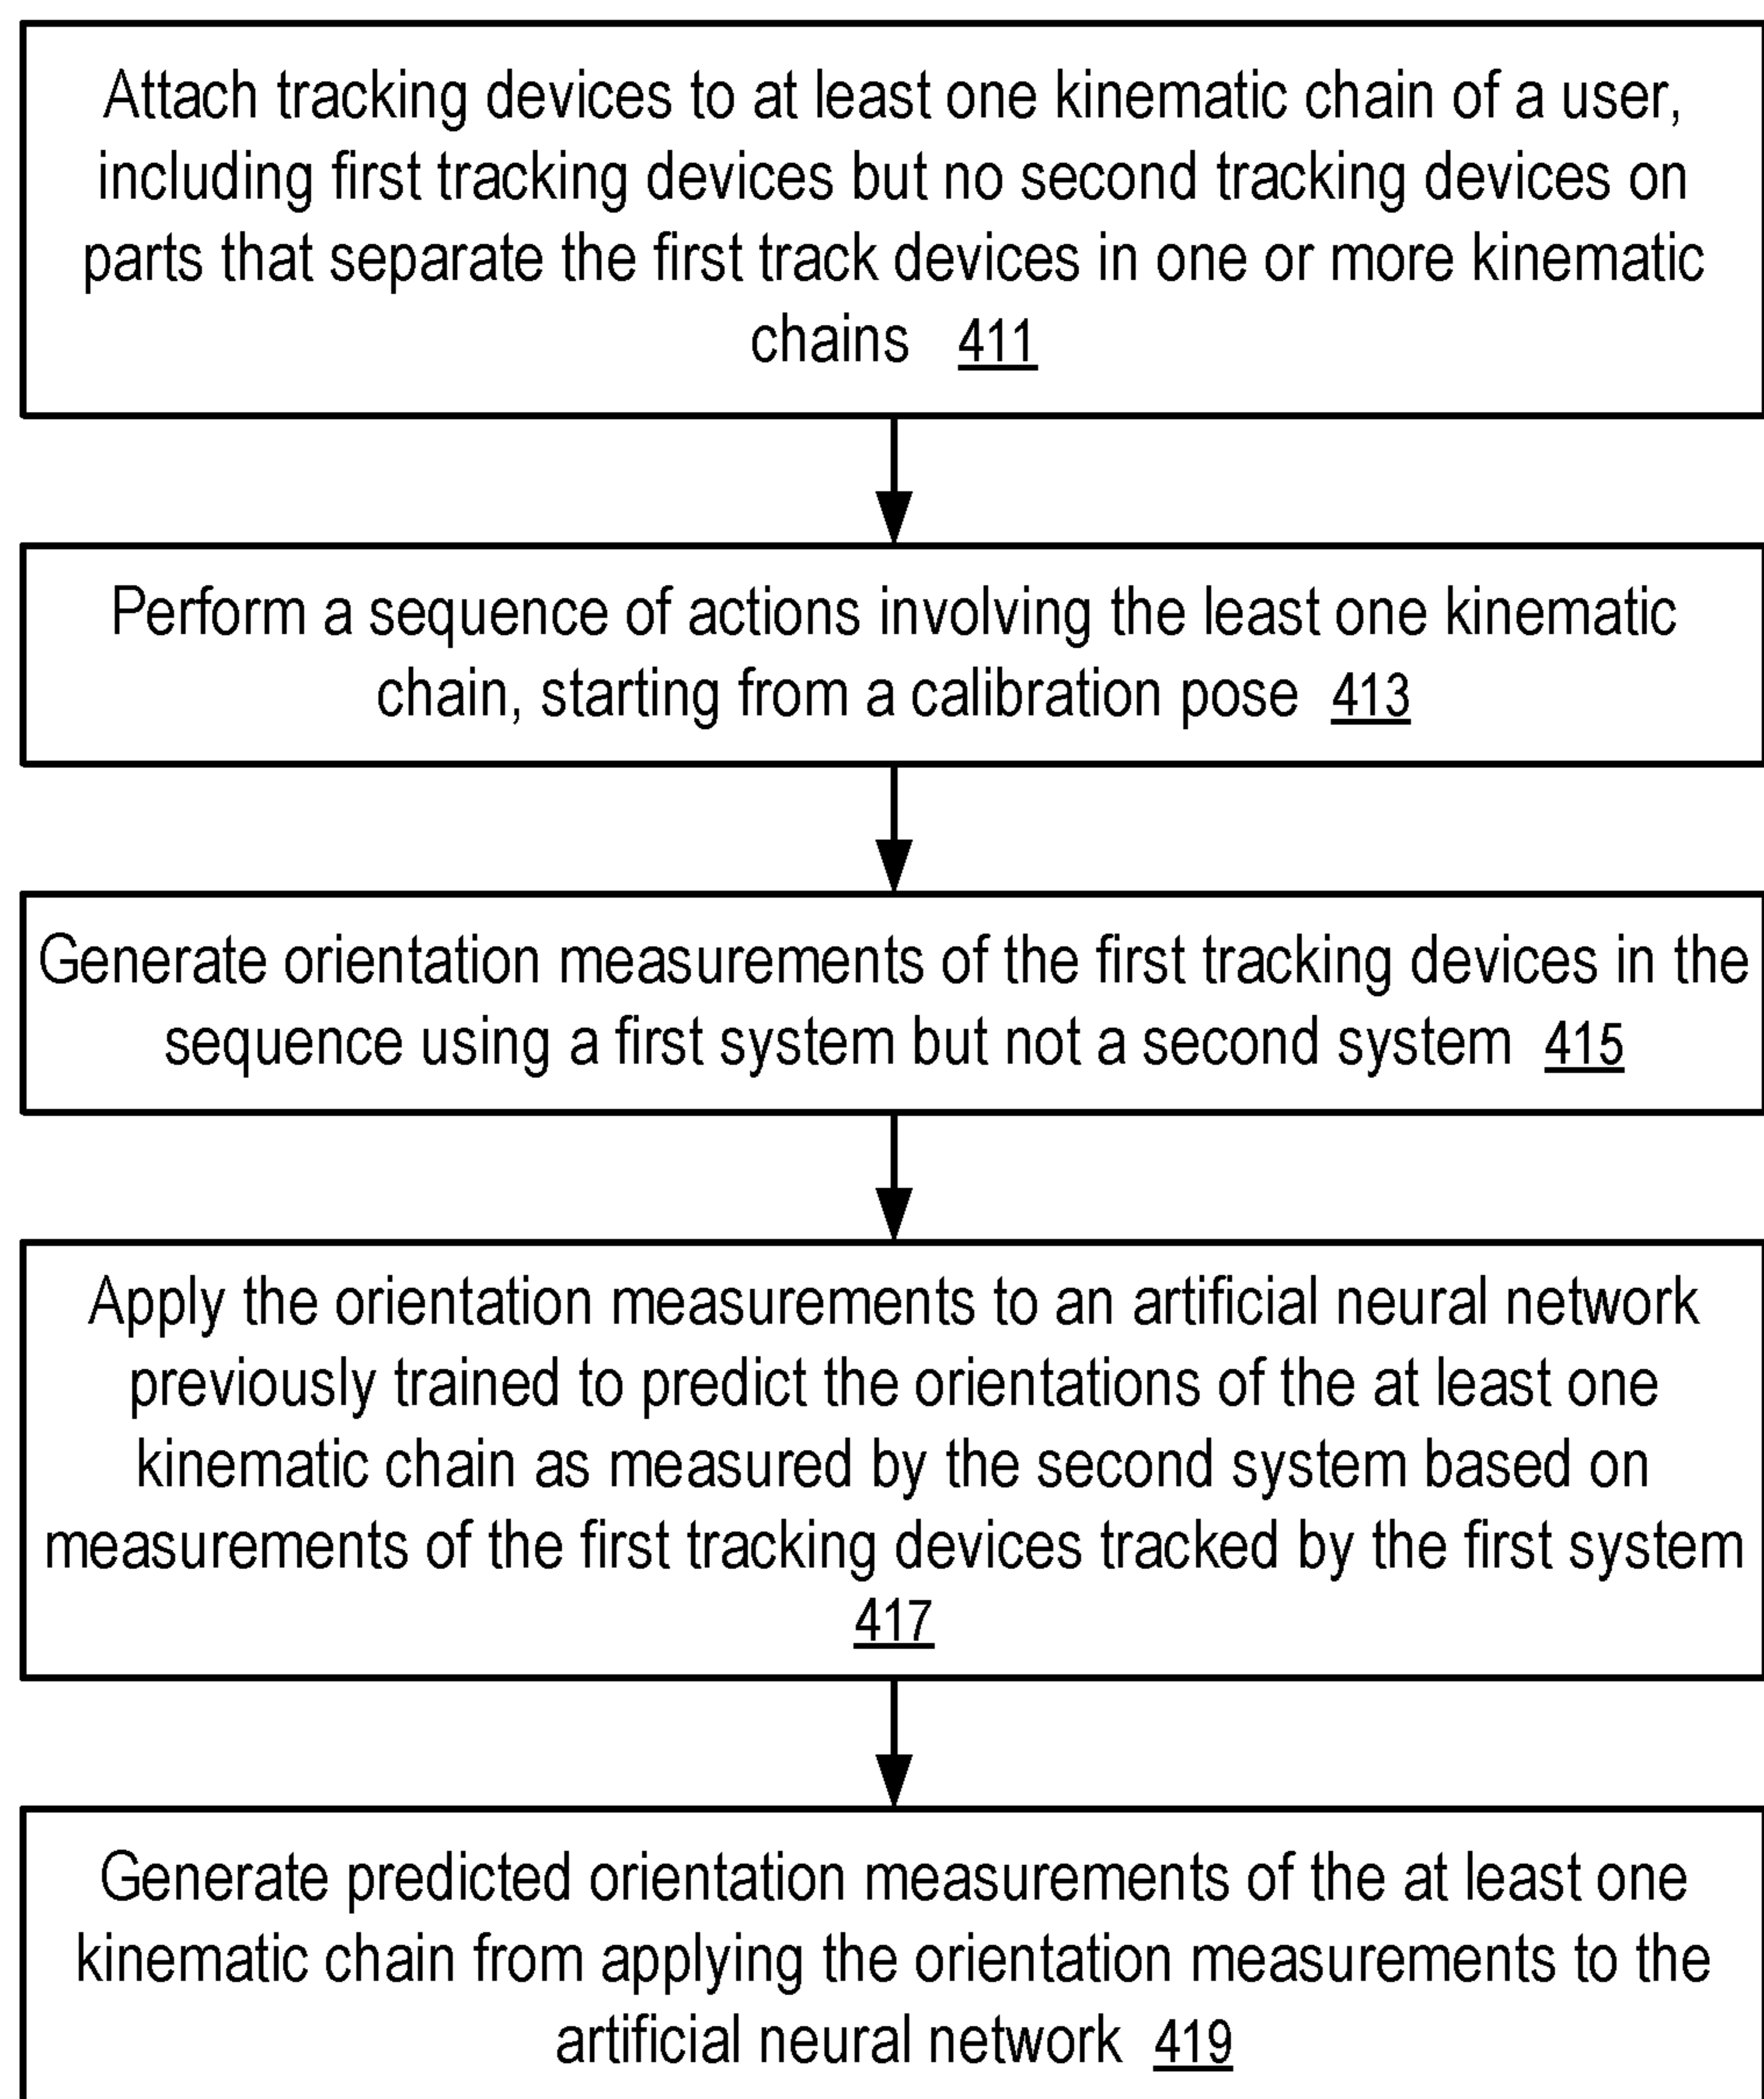 Attach tracking devices to at least one kinematic chain of a user,
including first tracking devices but no second tracking devices on
parts that separate the first track devices in one or more kinematic
chains 411
Perform a sequence of actions involving the least one kinematic
chain, starting from a calibration pose 413
Generate orientation measurements of the first tracking devices in the
sequence using a first system but not a second system 415
Apply the orientation measurements to an artificial neural network
previously trained to predict the orientations of the at least one
kinematic chain as measured by the second system based on
measurements of the first tracking devices tracked by the first system
417
Generate predicted orientation measurements of the at least one
kinematic chain from applying the orientation measurements to the
artificial neural network 419